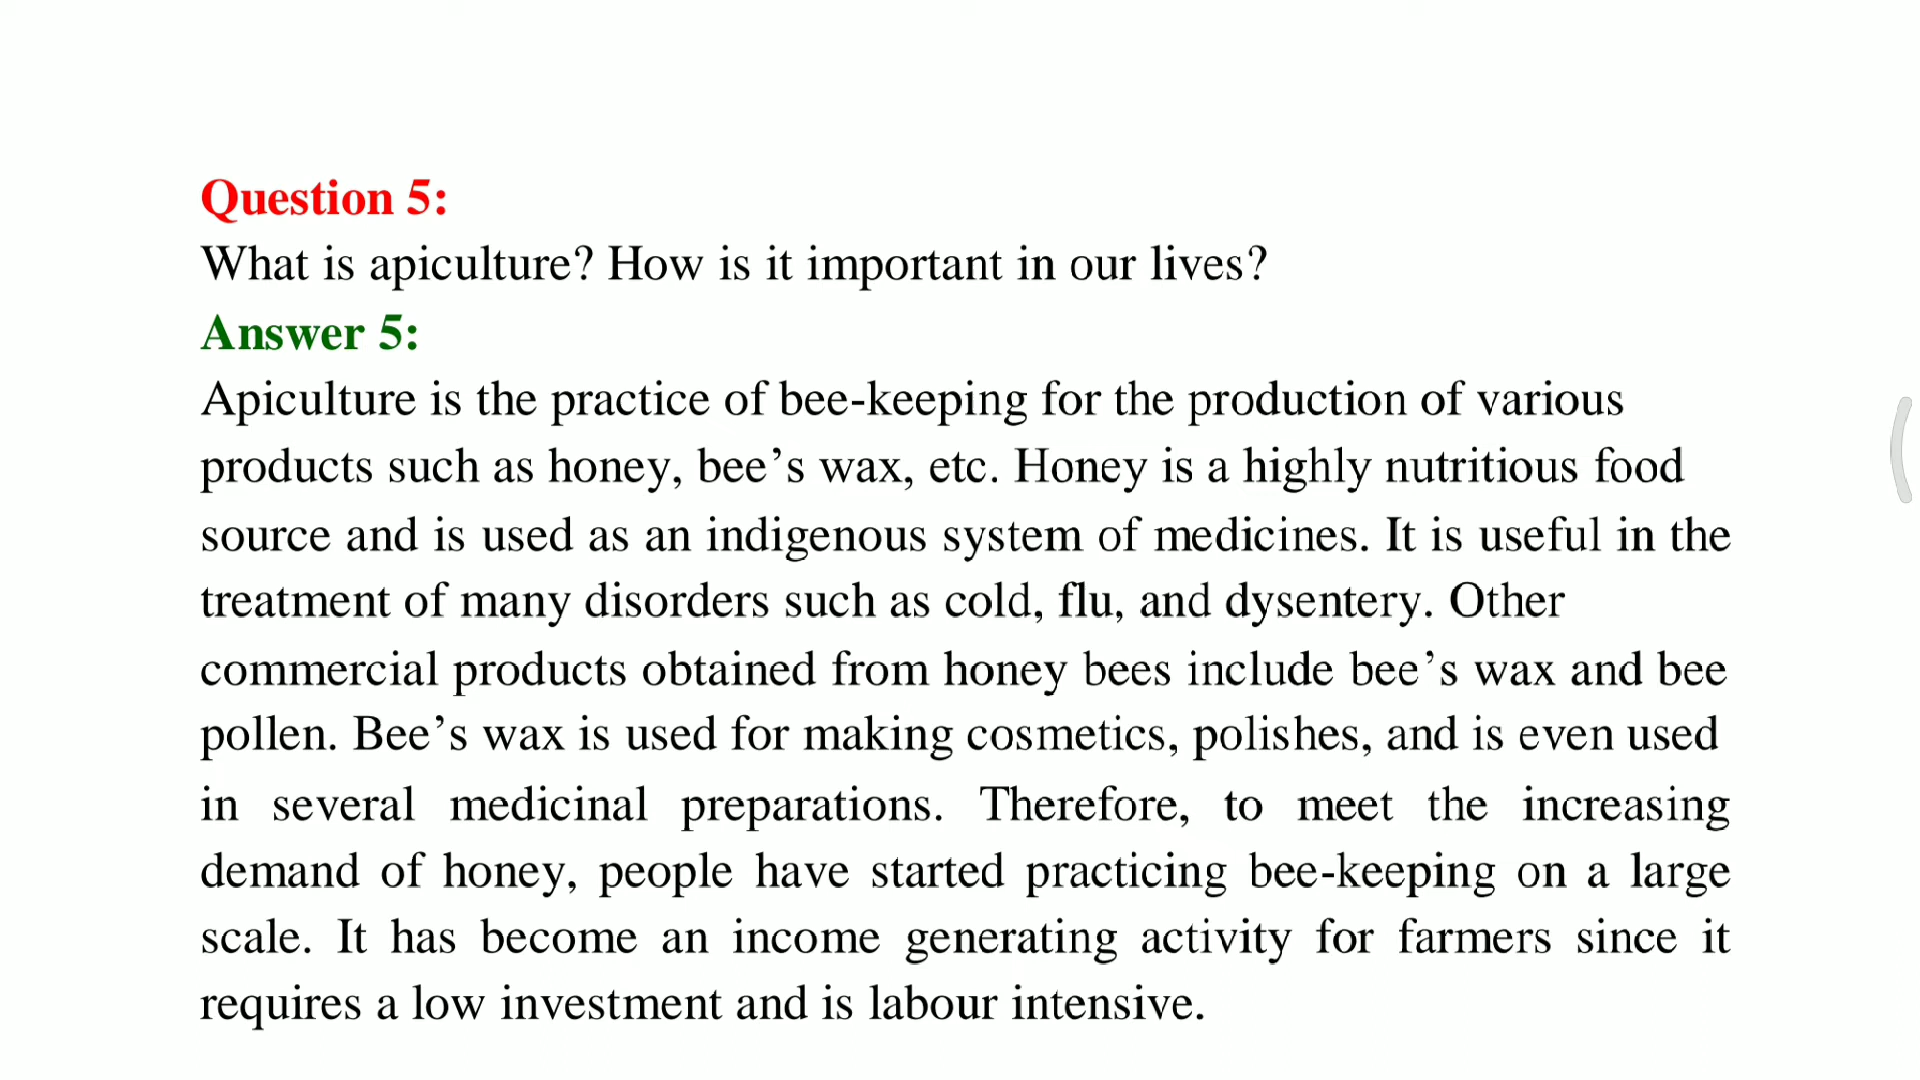 Question 5:
What is apiculture? How is it important in our lives?
Answer 5:
Apiculture is the practice of bee-keeping for the production of various
products such as honey, bee’s wax, etc. Honey is a highly nutritious food
source and is used as an indigenous system of medicines. It is useful in the
treatment of many disorders such as cold, flu, and dysentery. Other
commercial products obtained from honey bees include bee’s wax and bee
pollen. Bee’s wax is used for making cosmetics, polishes, and is even used
in several medicinal preparations. Therefore, to meet the increasing
demand of honey, people have started practicing bee-keeping on a large
scale. It has become an income generating activity for farmers since it
requires a low investment and is labour intensive.